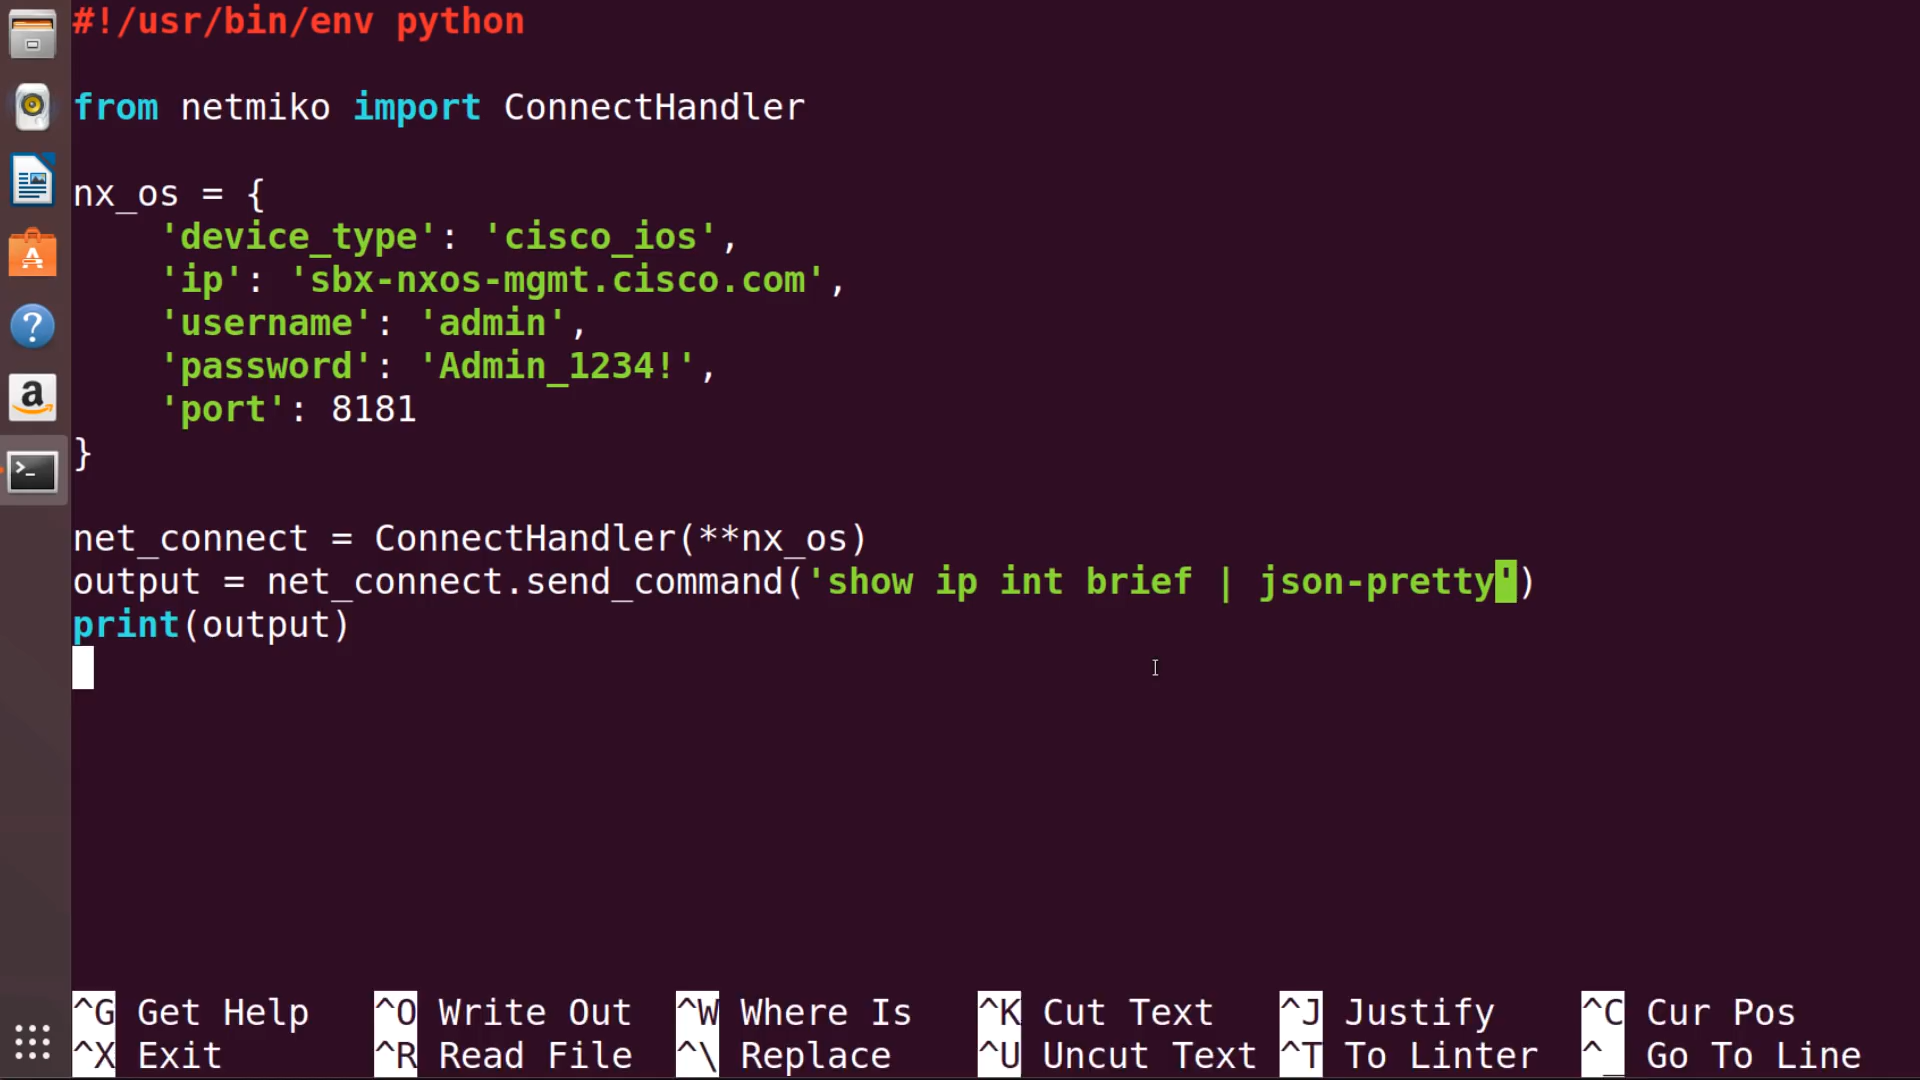 #!/usr/bin/env python
from netmiko import ConnectHandler
nx_os = {
    'device_type': 'cisco_ios',
    'ip': 'sbx-nxos-mgmt.cisco.com',
    'username': 'admin',
    'password': 'Admin_1234!',
    'port': 8181
}
net_connect = ConnectHandler(**nx_os)
output = net_connect.send_command('show ip int brief | json-pretty')
print(output)
^G Get Help ^O Write Out ^W Where Is ^K Cut Text ^J Justify ^C Cur Pos
^X Exit ^R Read File ^\ Replace ^U Uncut Text ^T To Linter ^_ Go To Line